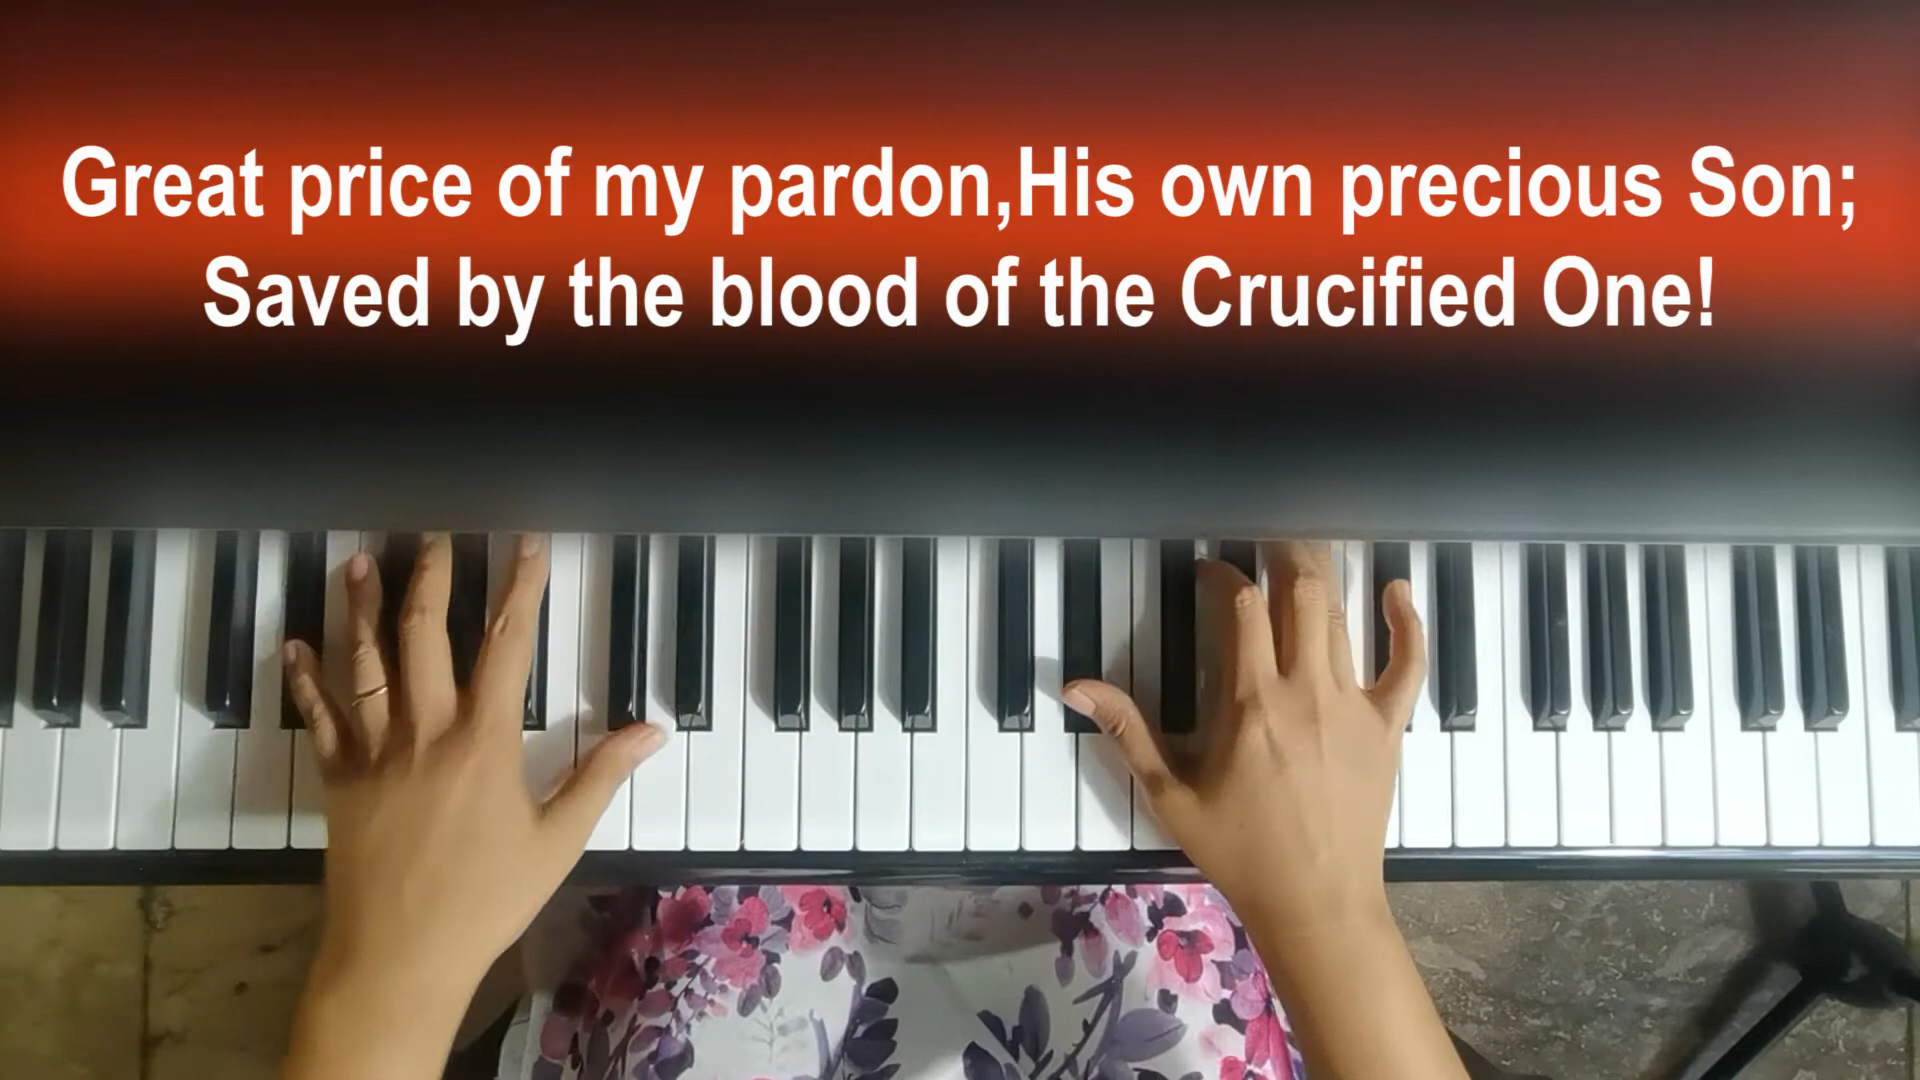 Great price of my pardon,His own precious Son;
Saved by the blood of the Crucified One!